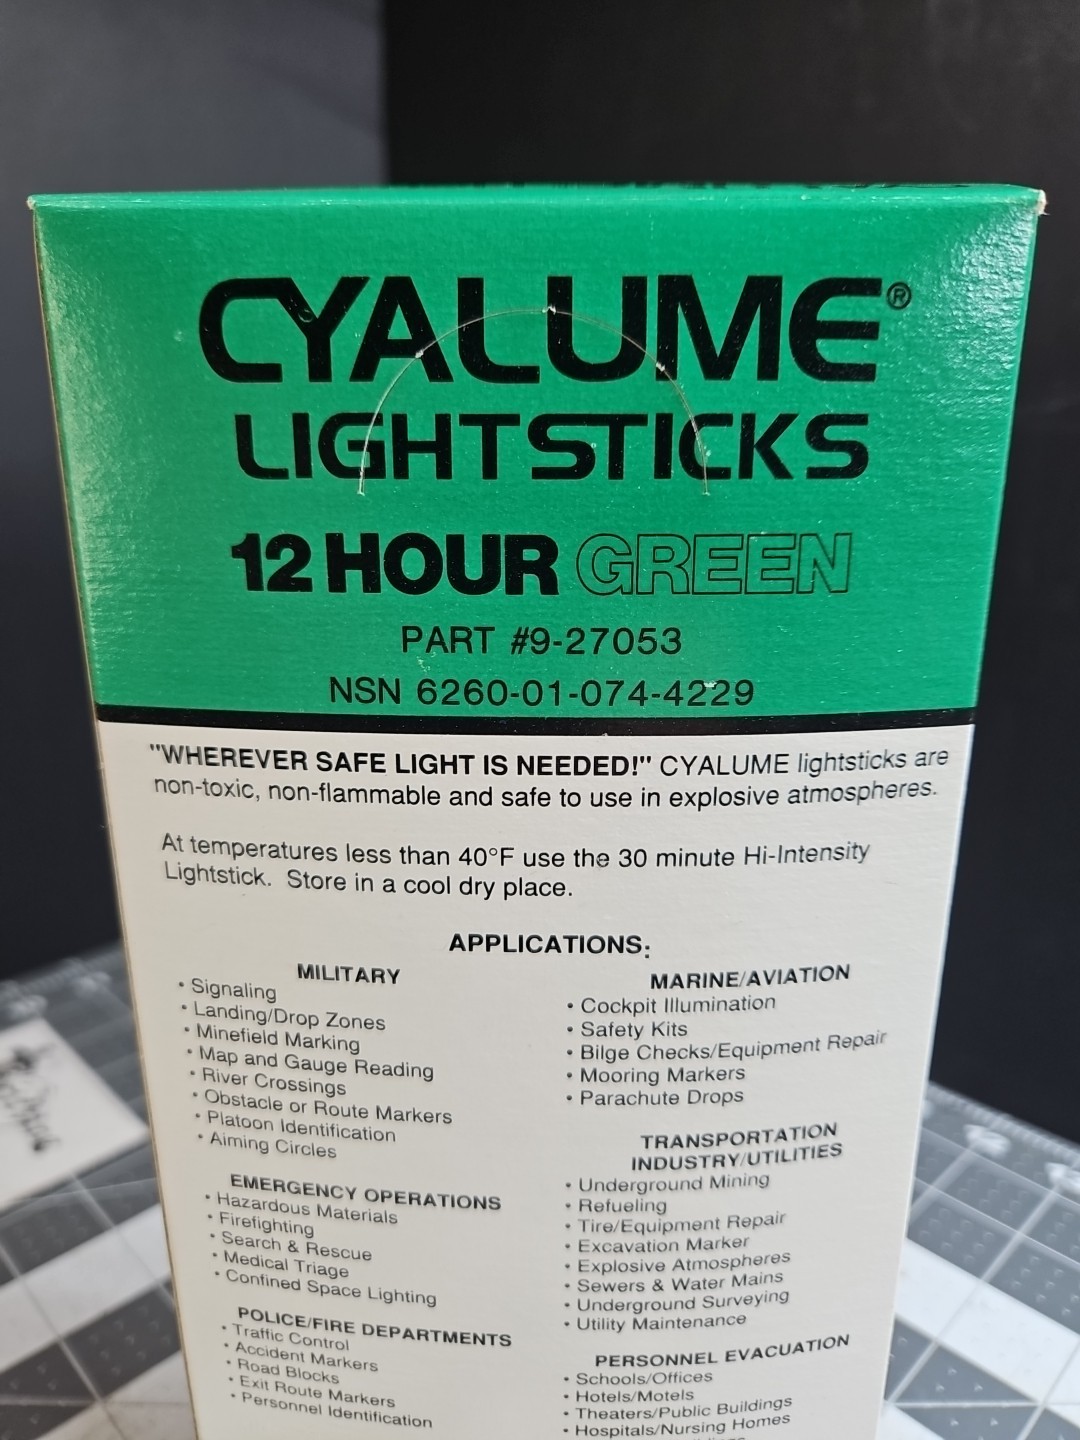 CYALUME®
LIGHTSTICKS
12 HOUR GREEN
PART #9-27053
NSN 6260-01-074-4229
"WHEREVER SAFE LIGHT IS NEEDED!" CYALUME lightsticks are
non-toxic, non-flammable and safe to use in explosive atmospheres.
At temperatures less than 40°F use the 30 minute Hi-Intensity
Lightstick. Store in a cool dry place.
APPLICATIONS:
MILITARY
• Signaling
• Landing/Drop Zones
• Minefield Marking
• Map and Gauge Reading
• River Crossings
• Obstacle or Route Markers
• Platoon Identification
• Aiming Circles
EMERGENCY OPERATIONS
• Hazardous Materials
• Firefighting
• Search & Rescue
• Medical Triage
• Confined Space Lighting
POLICE/FIRE DEPARTMENTS
• Traffic Control
• Accident Markers
• Road Blocks
• Exit Route Markers
• Personnel Identification
MARINE/AVIATION
• Cockpit Illumination
• Safety Kits
• Bilge Checks/Equipment Repair
• Mooring Markers
• Parachute Drops
TRANSPORTATION
INDUSTRY/UTILITIES
• Underground Mining
• Refueling
• Tire/Equipment Repair
• Excavation Marker
• Explosive Atmospheres
• Sewers & Water Mains
• Underground Surveying
• Utility Maintenance
PERSONNEL EVACUATION
• Schools/Offices
• Hotels/Motels
• Theaters/Public Buildings
• Hospitals/Nursing Homes